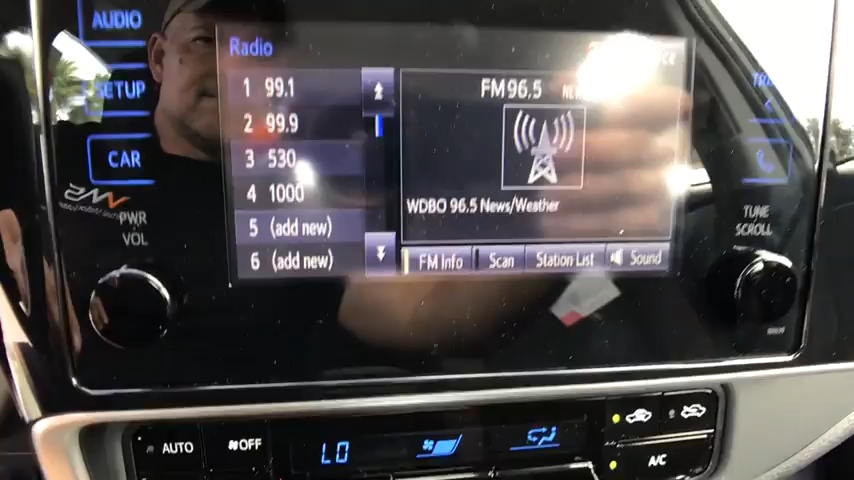 AUDIO
SETUP
CAR
PWR
VOL
Radio
1 99.1
2 99.9
3 530
4 1000
5 (add new)
6 (add new)
FM 96.5
WDBO 96.5 News/Weather
FM Info
Scan
Station List
Sound
TUNE
SCROLL
AUTO
OFF
LO
A/C